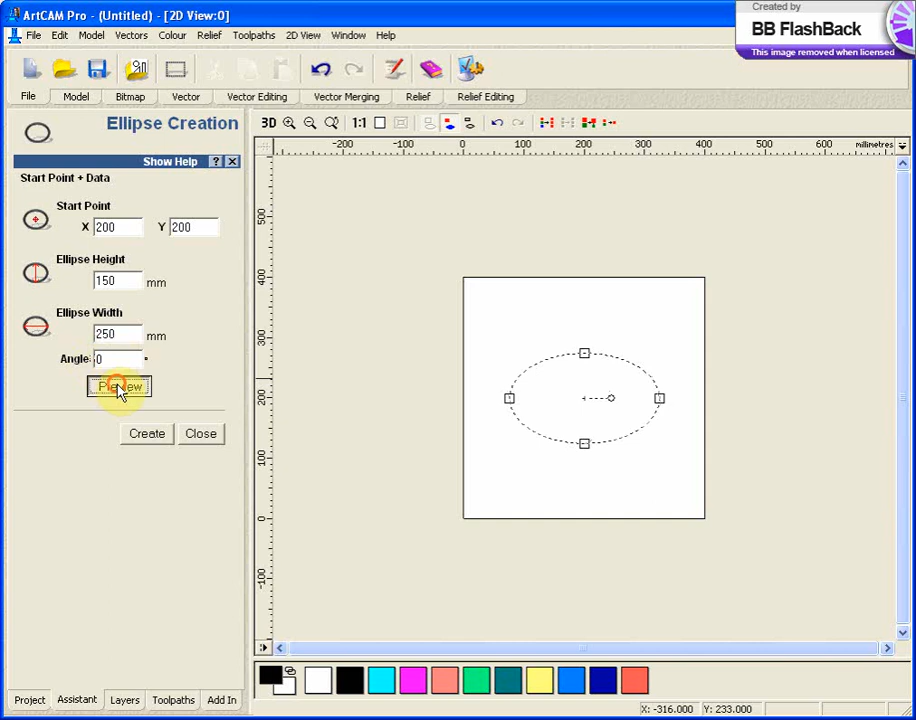 ArtCAM Pro - (Untitled) - [2D View:0]
Created by
BB FlashBack
This image removed when licensed
File Edit Model Vectors Colour Relief Toolpaths 2D View Window Help
File Model Bitmap Vector Vector Editing Vector Merging Relief Relief Editing
Ellipse Creation
3D 1:1
Show Help ? X
-200 -100 0 100 200 300 400 500 600 millimetres
Start Point + Data
Start Point
X 200 Y 200
Ellipse Height
150 mm
Ellipse Width
250 mm
Angle: 0 °
Preview
Create Close
500
400
300
200
100
0
-100
Project Assistant Layers Toolpaths Add In
X: -316.000 Y: 233.000